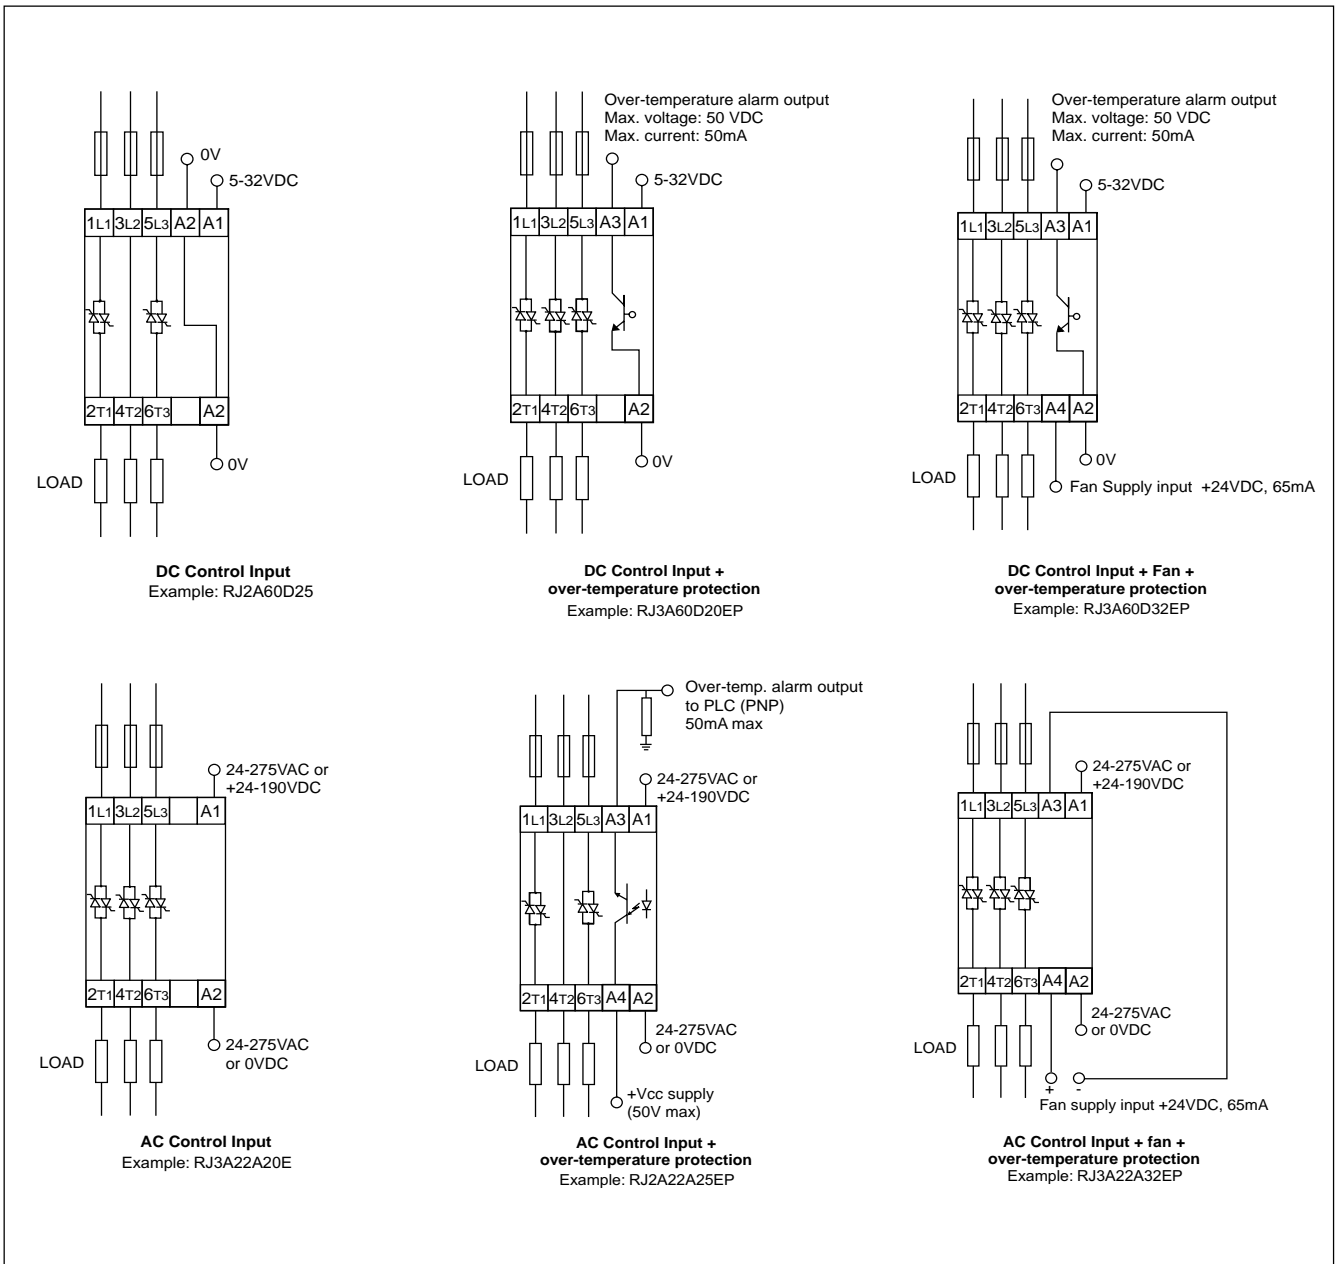 0V
5-32VDC
1L1 3L2 5L3 A2 A1
2T1 4T2 6T3 A2
LOAD
0V
DC Control Input
Example: RJ2A60D25
Over-temperature alarm output
Max. voltage: 50 VDC
Max. current: 50mA
5-32VDC
1L1 3L2 5L3 A3 A1
2T1 4T2 6T3 A2
LOAD
0V
DC Control Input +
over-temperature protection
Example: RJ3A60D20EP
Over-temperature alarm output
Max. voltage: 50 VDC
Max. current: 50mA
5-32VDC
1L1 3L2 5L3 A3 A1
2T1 4T2 6T3 A4 A2
0V
LOAD
Fan Supply input +24VDC, 65mA
DC Control Input + Fan +
over-temperature protection
Example: RJ3A60D32EP
24-275VAC or
+24-190VDC
1L1 3L2 5L3 A1
2T1 4T2 6T3 A2
24-275VAC
or 0VDC
LOAD
AC Control Input
Example: RJ3A22A20E
Over-temp. alarm output
to PLC (PNP)
50mA max
24-275VAC or
+24-190VDC
1L1 3L2 5L3 A3 A1
2T1 4T2 6T3 A4 A2
24-275VAC
or 0VDC
LOAD
+Vcc supply
(50V max)
AC Control Input +
over-temperature protection
Example: RJ2A22A25EP
24-275VAC or
+24-190VDC
1L1 3L2 5L3 A3 A1
2T1 4T2 6T3 A4 A2
24-275VAC
or 0VDC
LOAD
+ -
Fan supply input +24VDC, 65mA
AC Control Input + fan +
over-temperature protection
Example: RJ3A22A32EP